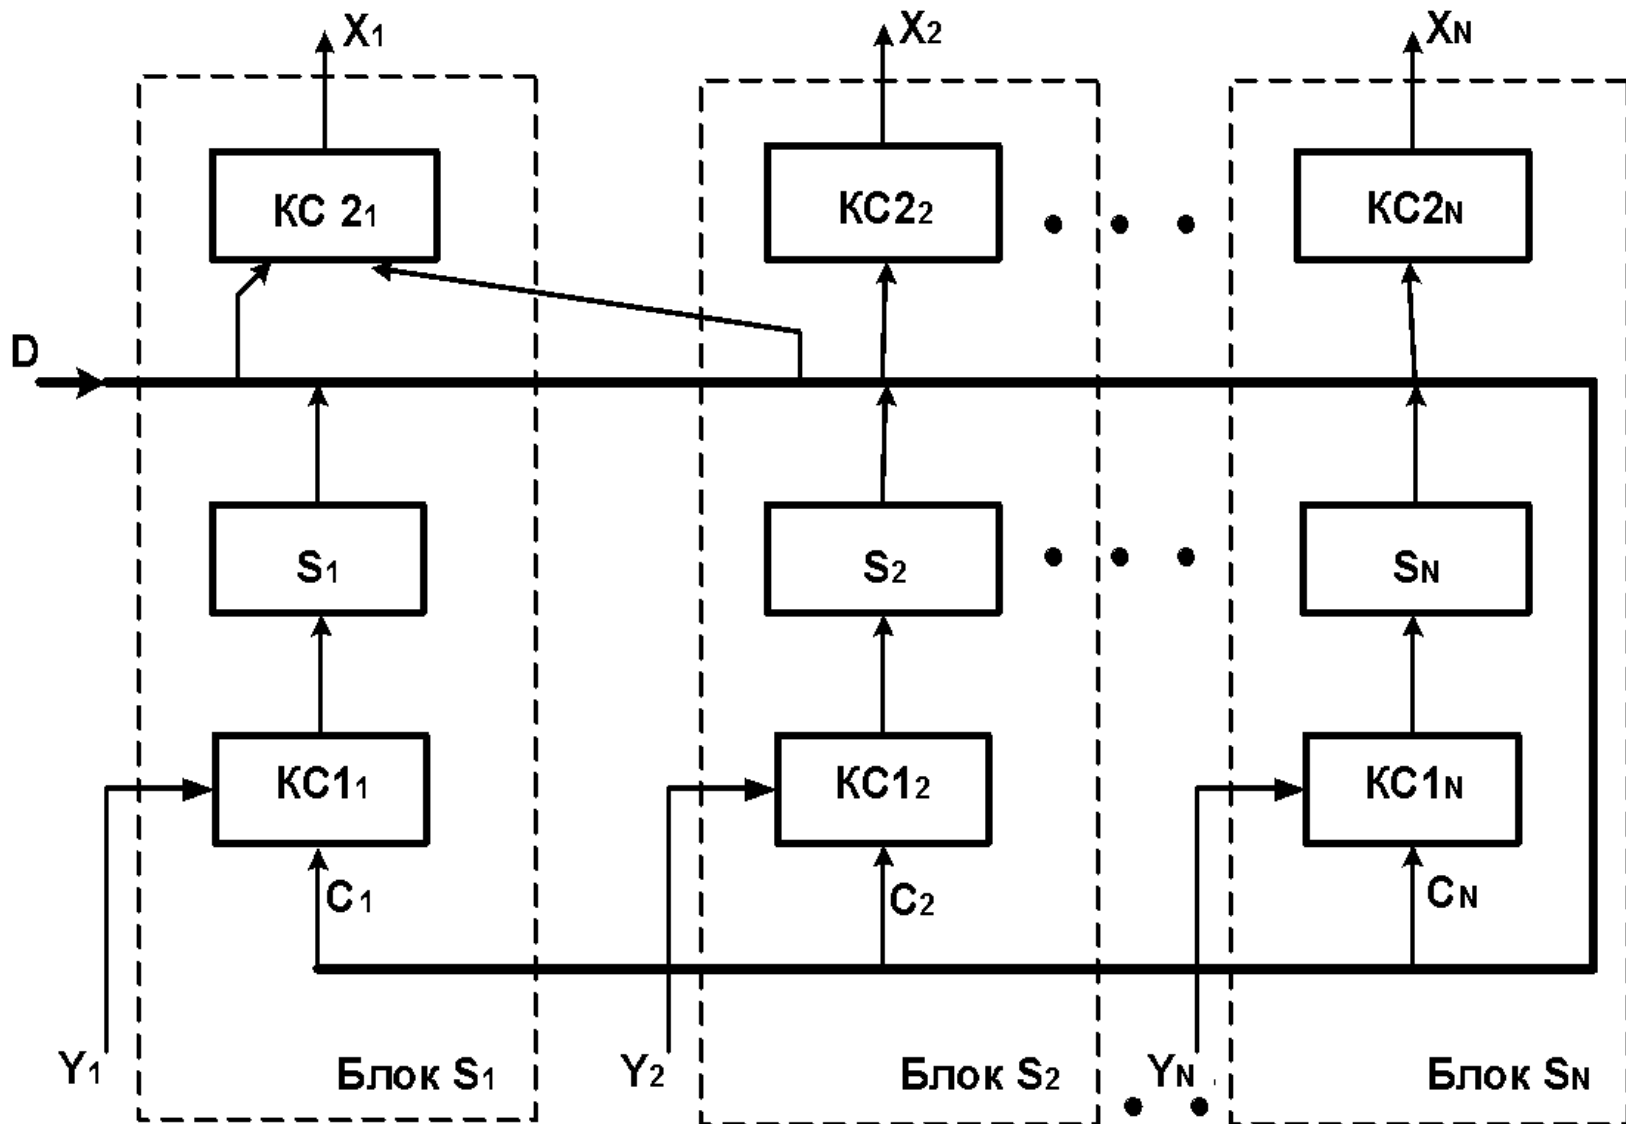 X1 X2 XN
КС 21 КС22 КС2N
D
S1 S2 SN
КС11 КС12 КС1N
C1 C2 CN
Y1 Блок S1 Y2 Блок S2 YN Блок SN